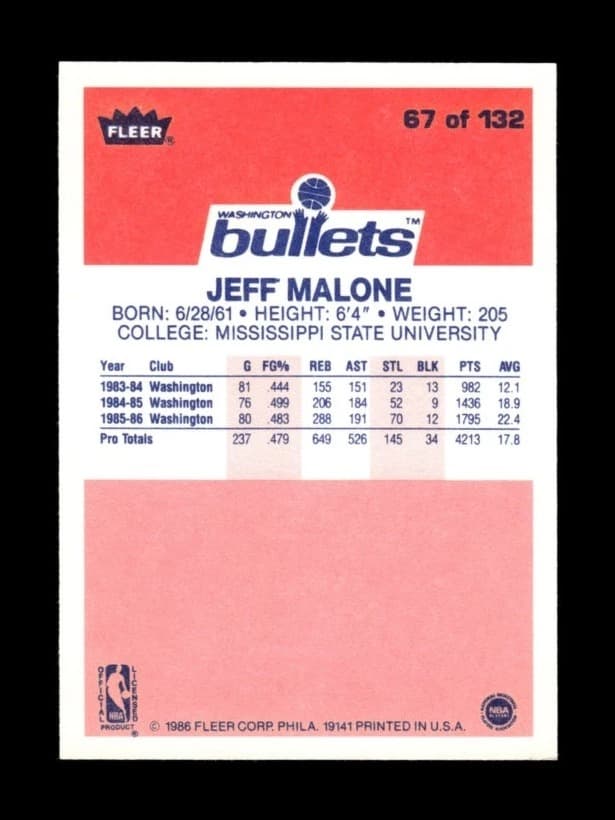 FLEER®
67 of 132
WASHINGTON
bullets™
JEFF MALONE
BORN: 6/28/61 • HEIGHT: 6'4" • WEIGHT: 205
COLLEGE: MISSISSIPPI STATE UNIVERSITY
Year Club G FG% REB AST STL BLK PTS AVG
1983-84 Washington 81 .444 155 151 23 13 982 12.1
1984-85 Washington 76 .499 206 184 52 9 1436 18.9
1985-86 Washington 80 .483 288 191 70 12 1795 22.4
Pro Totals 237 .479 649 526 145 34 4213 17.8
OFFICIAL LICENSED
NBA
PRODUCT ®
© 1986 FLEER CORP. PHILA. 19141 PRINTED IN U.S.A.
NBA